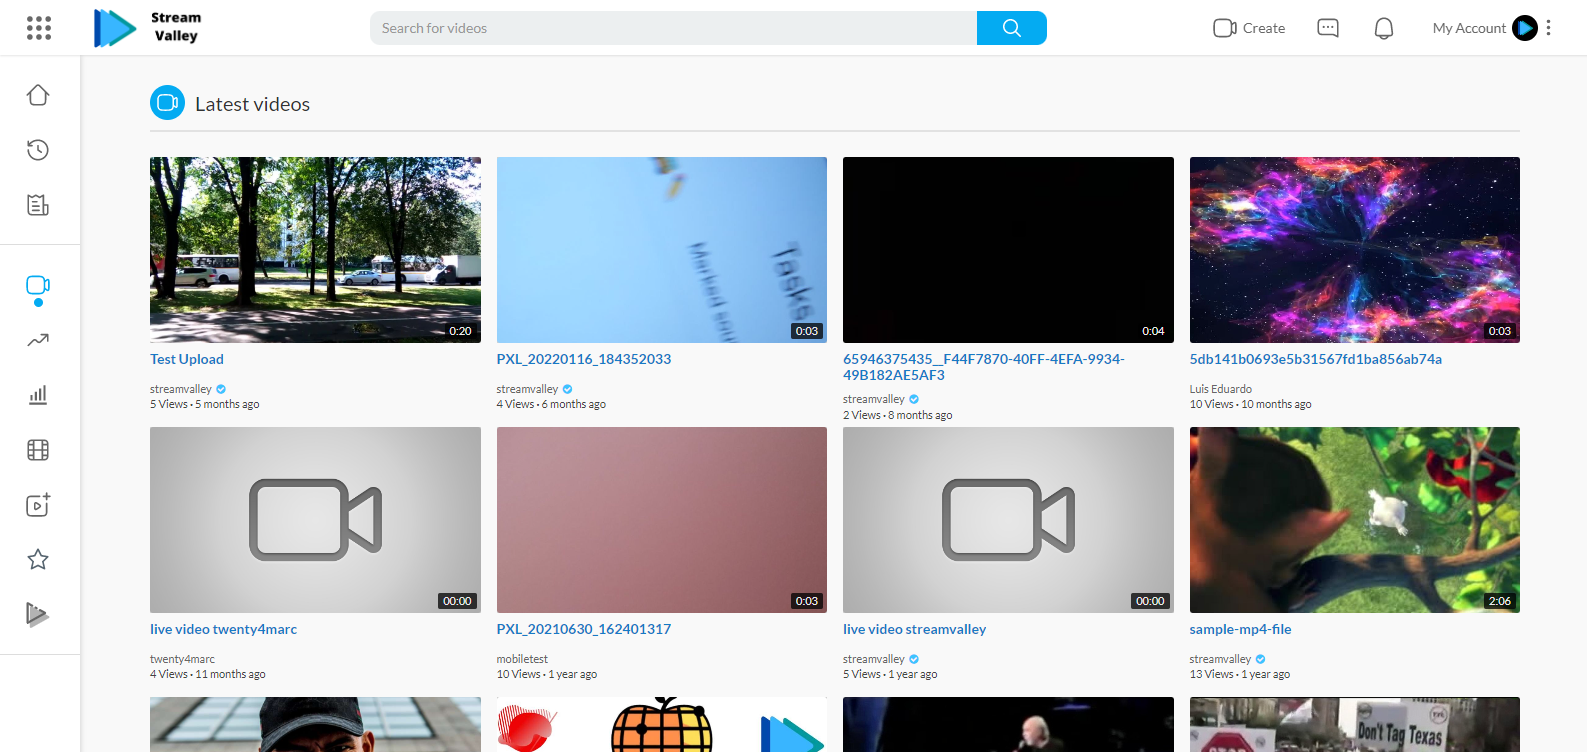 Stream
Valley
Search for videos
Create
My Account
Latest videos
0:20
0:03
0:04
0:03
Tasks
Test Upload
PXL_20220116_184352033
65946375435__F44F7870-40FF-4EFA-9934-
49B182AE5AF3
5db141b0693e5b31567fd1ba856ab74a
streamvalley
streamvalley
streamvalley
Luis Eduardo
5 Views · 5 months ago
4 Views · 6 months ago
2 Views · 8 months ago
10 Views · 10 months ago
00:00
0:03
00:00
2:06
live video twenty4marc
PXL_20210630_162401317
live video streamvalley
sample-mp4-file
twenty4marc
mobiletest
streamvalley
streamvalley
4 Views · 11 months ago
10 Views · 1 year ago
5 Views · 1 year ago
13 Views · 1 year ago
Don't Tag Texas
STOP